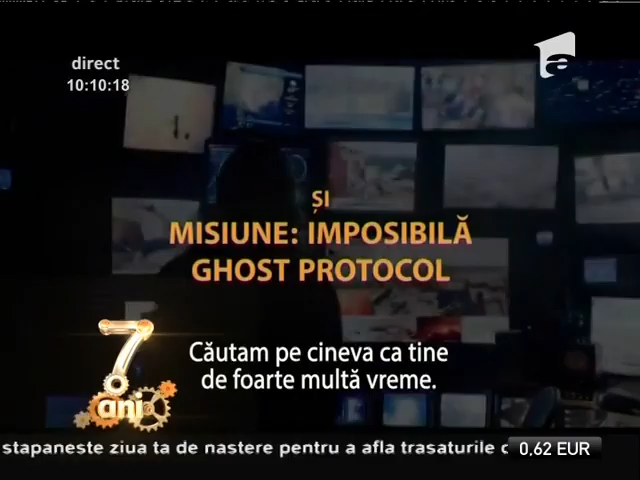 direct
10:10:18
a
ȘI
MISIUNE: IMPOSIBILĂ
GHOST PROTOCOL
7
ani
Căutam pe cineva ca tine
de foarte multă vreme.
stapaneste ziua ta de nastere pentru a afla trasaturile
0,62 EUR